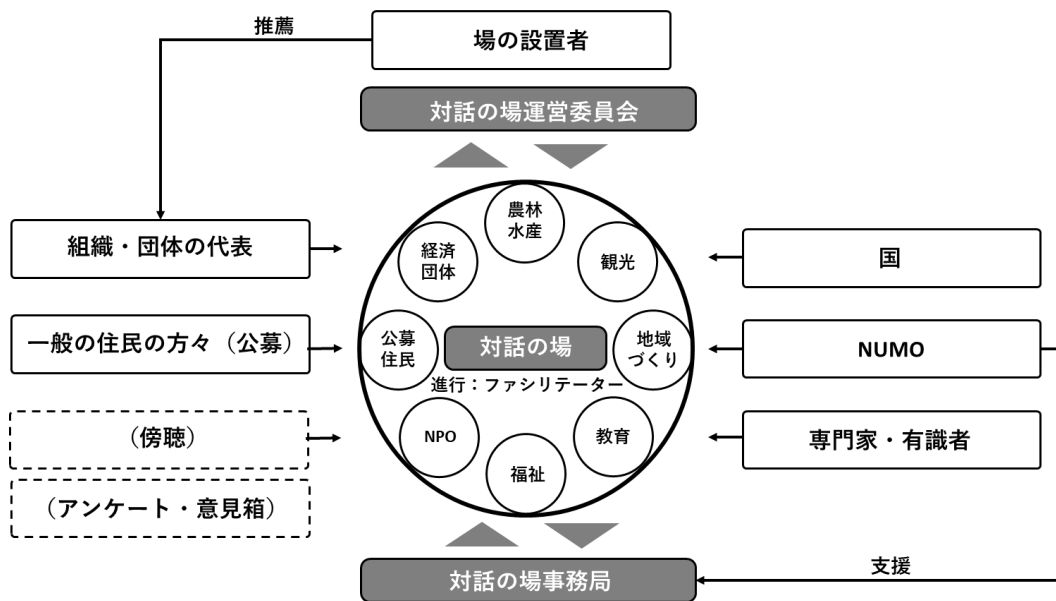 推薦
場の設置者
対話の場運営委員会
組織・団体の代表
一般の住民の方々（公募）
（傍聴）
（アンケート・意見箱）
農林
水産
経済
団体
観光
公募
住民
対話の場
進行：ファシリテーター
地域
づくり
NPO
教育
福祉
国
NUMO
専門家・有識者
対話の場事務局
支援